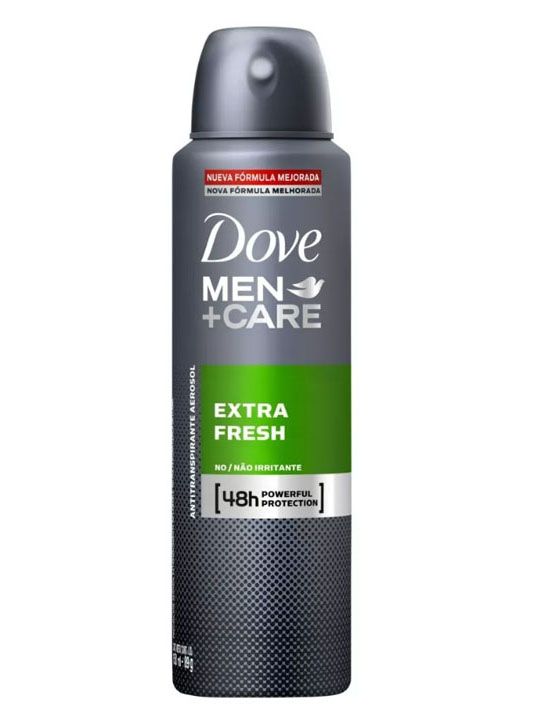 NUEVA FÓRMULA MEJORADA
NOVA FÓRMULA MELHORADA
Dove
MEN
+CARE
EXTRA
FRESH
NO / NÃO IRRITANTE
[48h POWERFUL
PROTECTION]
ANTITRANSPIRANTE AEROSOL